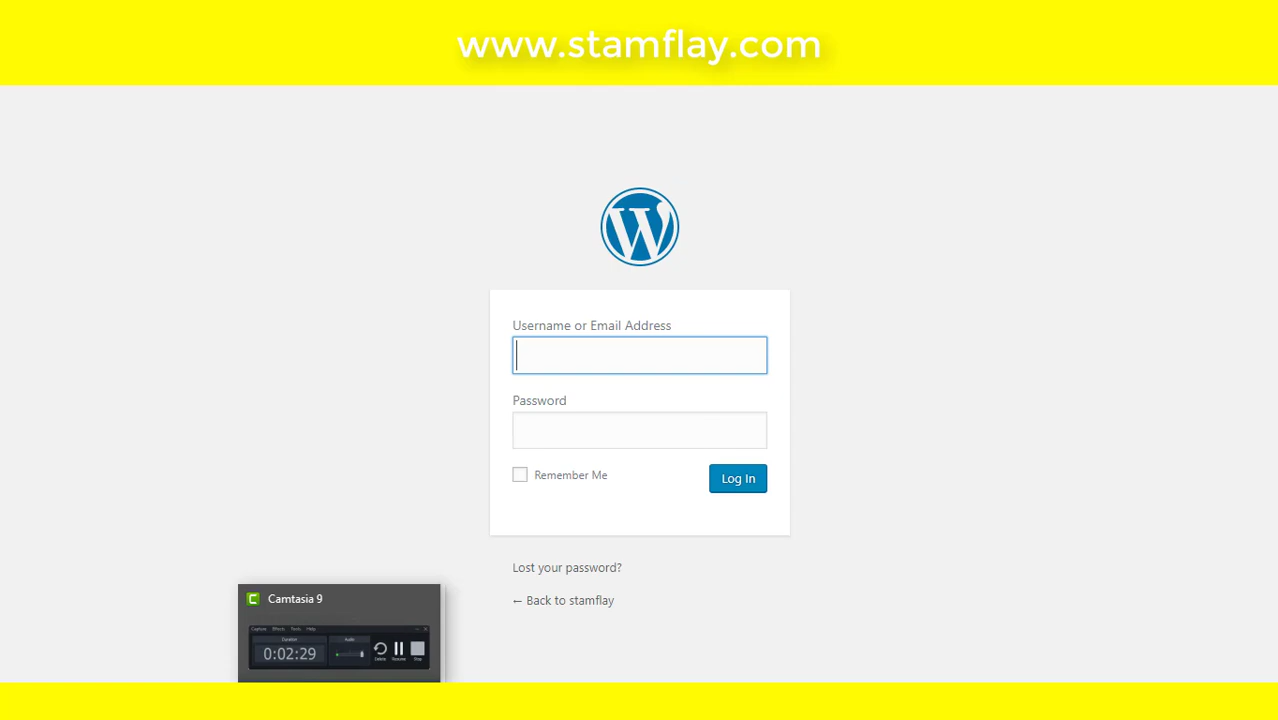 www.stamflay.com
Username or Email Address
Password
Remember Me
Log In
Lost your password?
← Back to stamflay
Camtasia 9
Capture Effects Tools Help
Duration
Audio
0:02:29
Delete Resume Stop